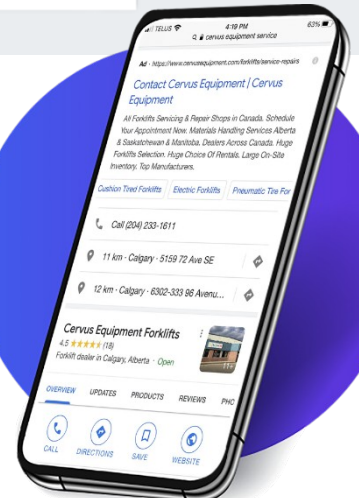 TELUS 4:19 PM 63%
cervus equipment service
Ad · https://www.cervusequipment.com/forklifts/service-repairs
Contact Cervus Equipment | Cervus
Equipment
All Forklifts Servicing & Repair Shops in Canada. Schedule
Your Appointment Now. Materials Handling Services Alberta
& Saskatchewan & Manitoba. Dealers Across Canada. Huge
Forklifts Selection. Huge Choice Of Rentals. Large On-Site
Inventory. Top Manufacturers.
Cushion Tired Forklifts Electric Forklifts Pneumatic Tire For
Call (204) 233-1611
11 km · Calgary · 5159 72 Ave SE
12 km · Calgary · 6302-333 96 Avenu...
Cervus Equipment Forklifts
4.5 ★★★★★ (18)
Forklift dealer in Calgary, Alberta · Open
11+
OVERVIEW UPDATES PRODUCTS REVIEWS PHO
CALL DIRECTIONS SAVE WEBSITE